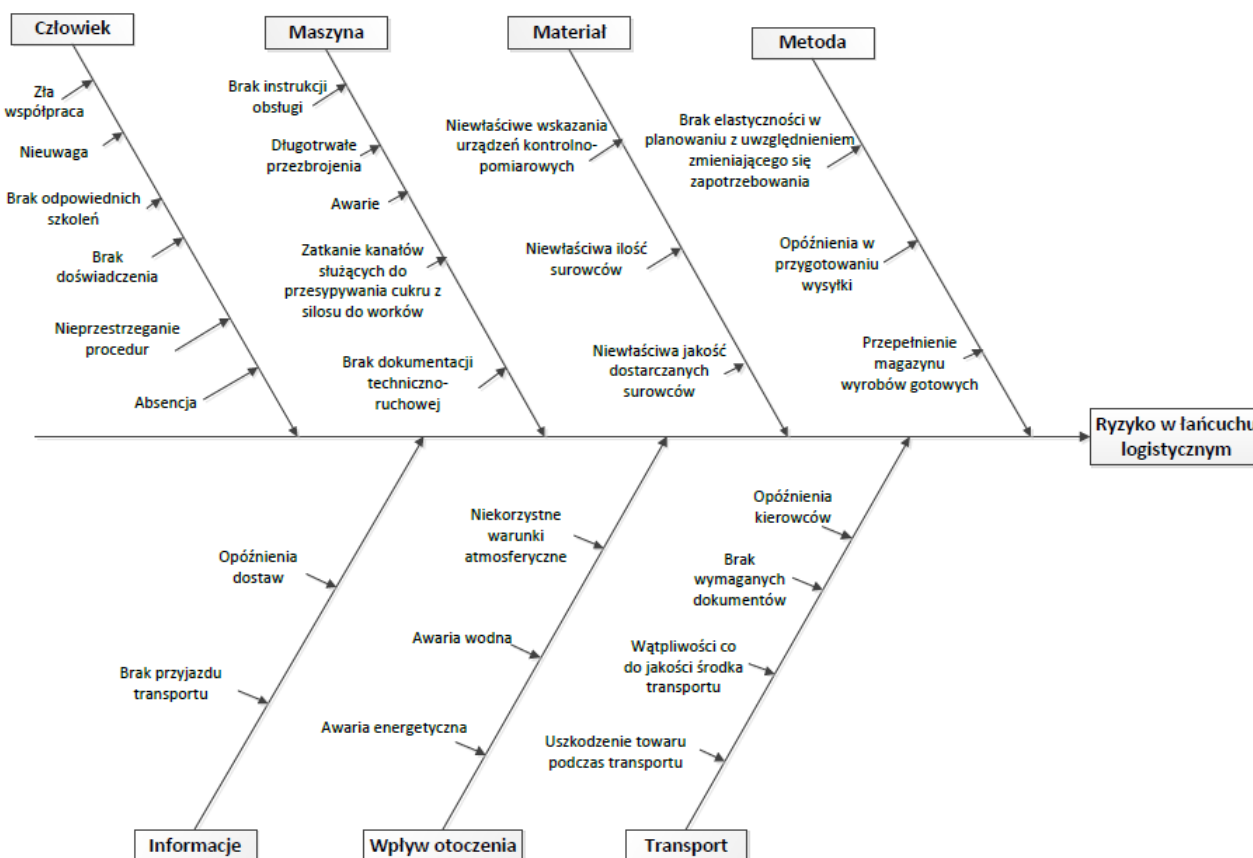 Człowiek
Maszyna
Materiał
Metoda
Zła
współpraca
Nieuwaga
Brak odpowiednich
szkoleń
Brak
doświadczenia
Nieprzestrzeganie
procedur
Absencja
Brak instrukcji
obsługi
Długotrwałe
przezbrojenia
Awarie
Zatkanie kanałów
służących do
przesypywania cukru z
silosu do worków
Brak dokumentacji
techniczno-
ruchowej
Niewłaściwe wskazania
urządzeń kontrolno-
pomiarowych
Niewłaściwa ilość
surowców
Niewłaściwa jakość
dostarczanych
surowców
Brak elastyczności w
planowaniu z uwzględnieniem
zmieniającego się
zapotrzebowania
Opóźnienia w
przygotowaniu
wysyłki
Przepełnienie
magazynu
wyrobów gotowych
Ryzyko w łańcuchu
logistycznym
Opóźnienia
dostaw
Brak przyjazdu
transportu
Niekorzystne
warunki
atmosferyczne
Awaria wodna
Awaria energetyczna
Opóźnienia
kierowców
Brak
wymaganych
dokumentów
Wątpliwości co
do jakości środka
transportu
Uszkodzenie towaru
podczas transportu
Informacje
Wpływ otoczenia
Transport